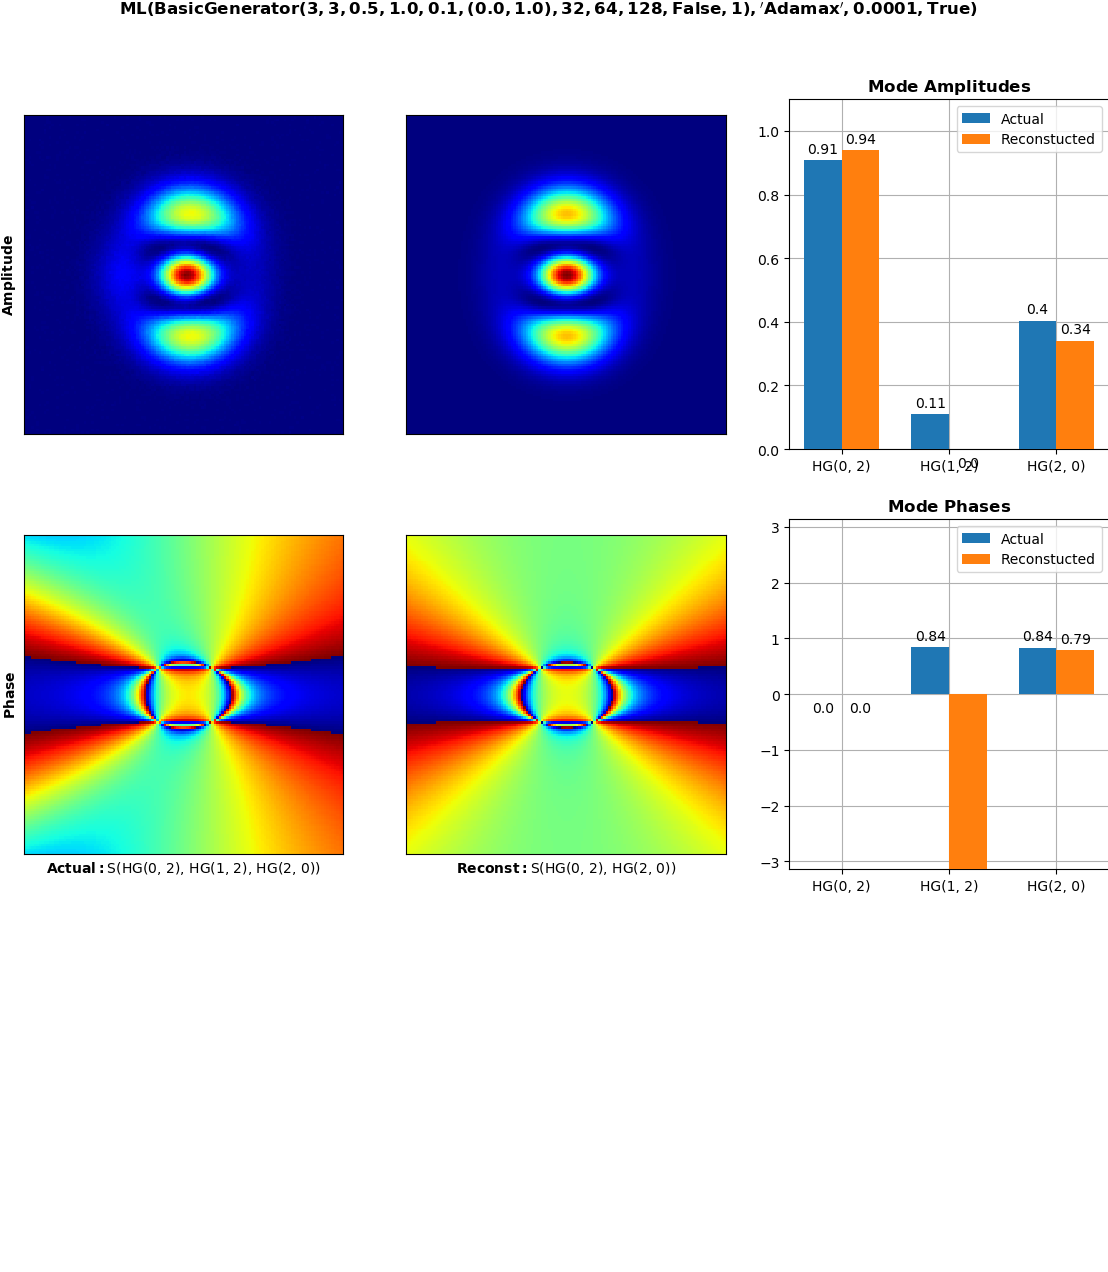 ML(BasicGenerator(3, 3, 0.5, 1.0, 0.1, (0.0, 1.0), 32, 64, 128, False, 1), ′Adamax′, 0.0001, True)
Amplitude
Mode Amplitudes
Actual
Reconstucted
1.0
0.8
0.6
0.4
0.2
0.0
0.91
0.94
0.11
0.0
0.4
0.34
HG(0, 2)
HG(1, 2)
HG(2, 0)
Phase
Actual: S(HG(0, 2), HG(1, 2), HG(2, 0))
Reconst: S(HG(0, 2), HG(2, 0))
Mode Phases
Actual
Reconstucted
3
2
1
0
−1
−2
−3
0.0
0.0
0.84
0.84
0.79
HG(0, 2)
HG(1, 2)
HG(2, 0)